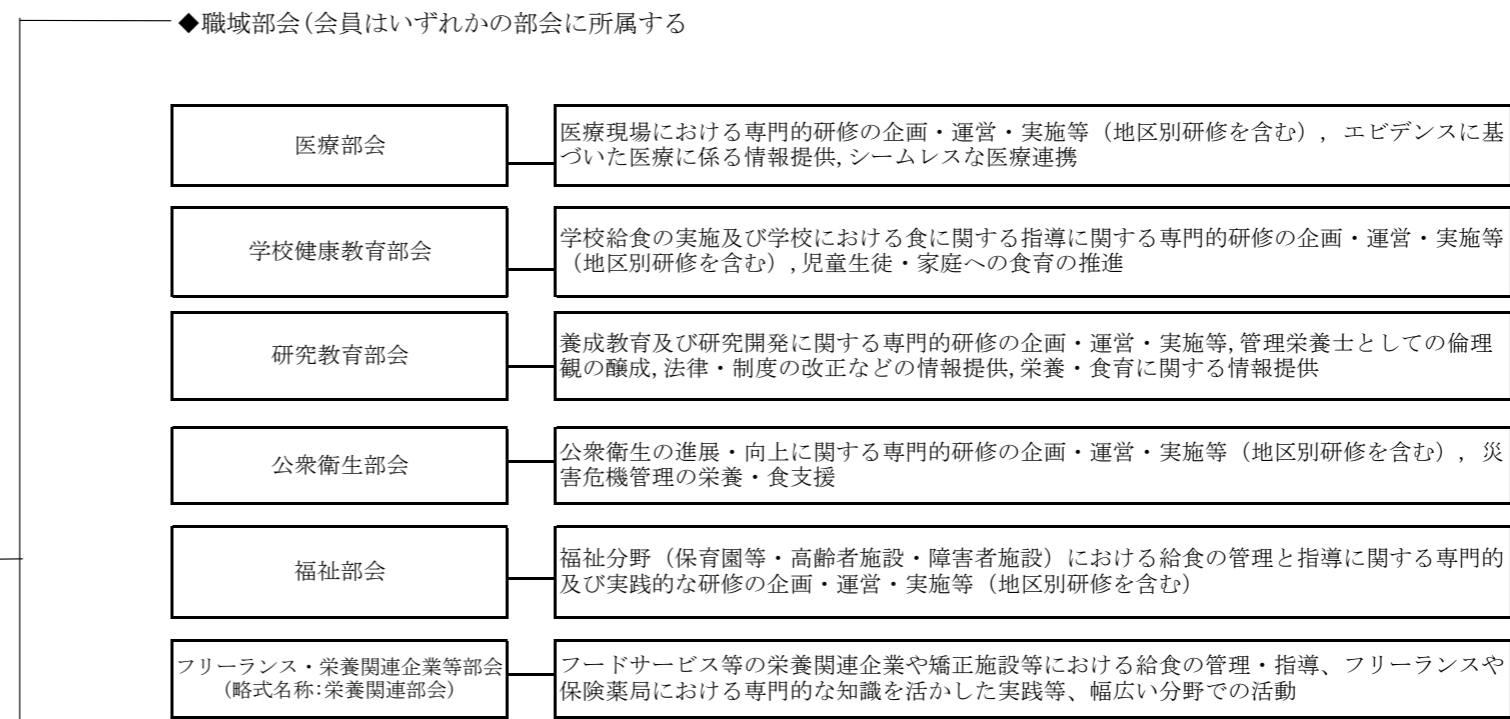 ◆職域部会(会員はいずれかの部会に所属する
医療部会
医療現場における専門的研修の企画・運営・実施等（地区別研修を含む）, エビデンスに基
づいた医療に係る情報提供,シームレスな医療連携
学校健康教育部会
学校給食の実施及び学校における食に関する指導に関する専門的研修の企画・運営・実施等
（地区別研修を含む）,児童生徒・家庭への食育の推進
研究教育部会
養成教育及び研究開発に関する専門的研修の企画・運営・実施等,管理栄養士としての倫理
観の醸成,法律・制度の改正などの情報提供,栄養・食育に関する情報提供
公衆衛生部会
公衆衛生の進展・向上に関する専門的研修の企画・運営・実施等（地区別研修を含む）, 災
害危機管理の栄養・食支援
福祉部会
福祉分野（保育園等・高齢者施設・障害者施設）における給食の管理と指導に関する専門的
及び実践的な研修の企画・運営・実施等（地区別研修を含む）
フリーランス・栄養関連企業等部会
(略式名称:栄養関連部会)
フードサービス等の栄養関連企業や矯正施設等における給食の管理・指導、フリーランスや
保険薬局における専門的な知識を活かした実践等、幅広い分野での活動